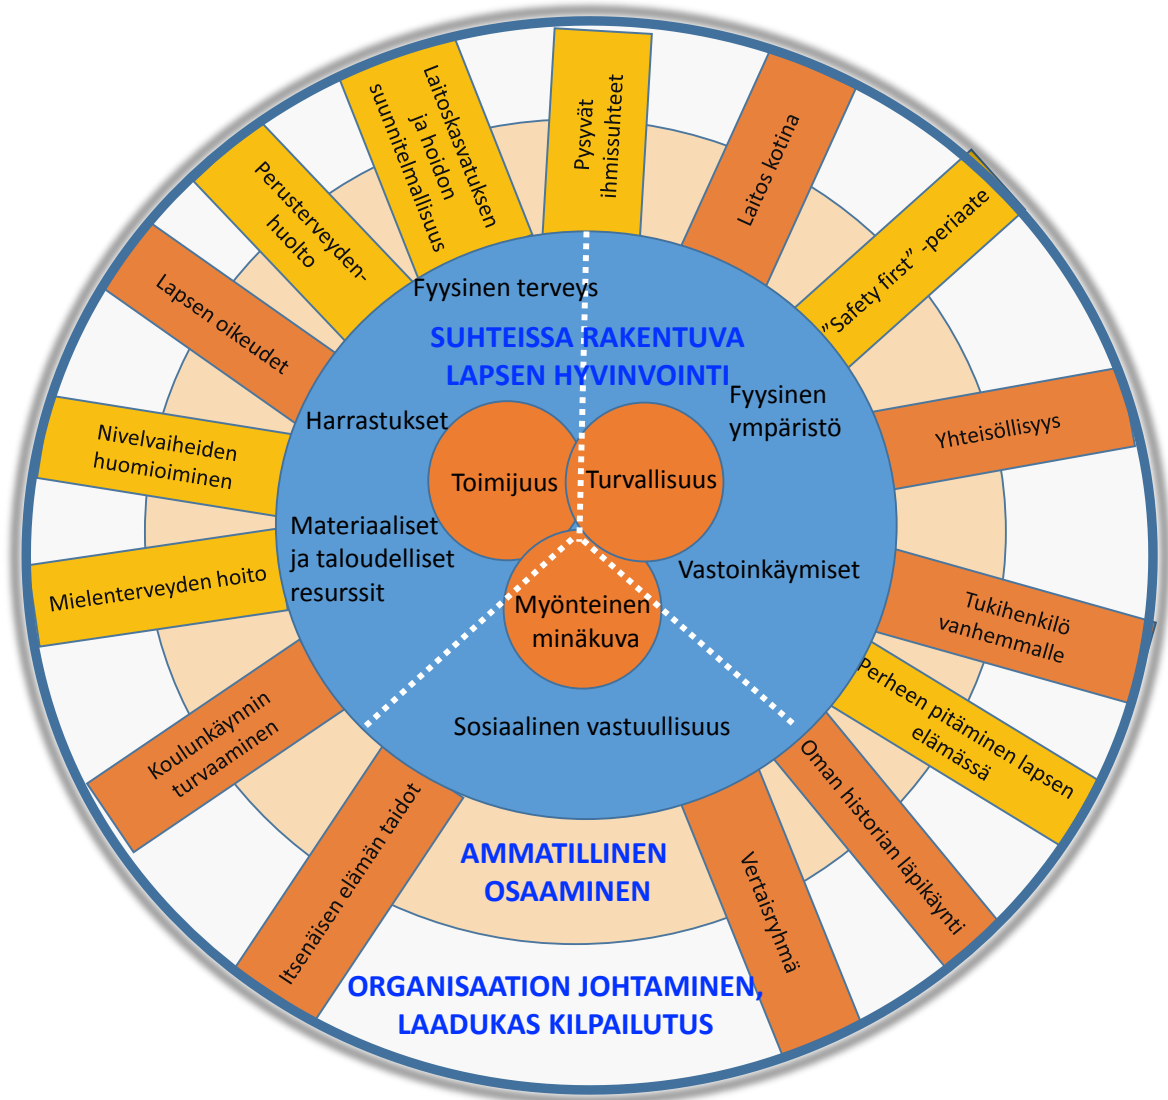 Pysyvät
ihmissuhteet
Laitos kotina
”Safety first” -periaate
Yhteisöllisyys
Tukihenkilö
vanhemmalle
Perheen pitäminen lapsen
elämässä
Oman historian läpikäynti
Vertaisryhmä
Itsenäisen elämän taidot
Koulunkäynnin
turvaaminen
Mielenterveyden hoito
Nivelvaiheiden
huomioiminen
Lapsen oikeudet
Perusterveyden-
huolto
Laitoskasvatuksen
ja hoidon
suunnitelmallisuus
Fyysinen terveys
SUHTEISSA RAKENTUVA
LAPSEN HYVINVOINTI
Harrastukset
Fyysinen
ympäristö
Toimijuus
Turvallisuus
Materiaaliset
ja taloudelliset
resurssit
Vastoinkäymiset
Myönteinen
minäkuva
Sosiaalinen vastuullisuus
AMMATILLINEN
OSAAMINEN
ORGANISAATION JOHTAMINEN,
LAADUKAS KILPAILUTUS